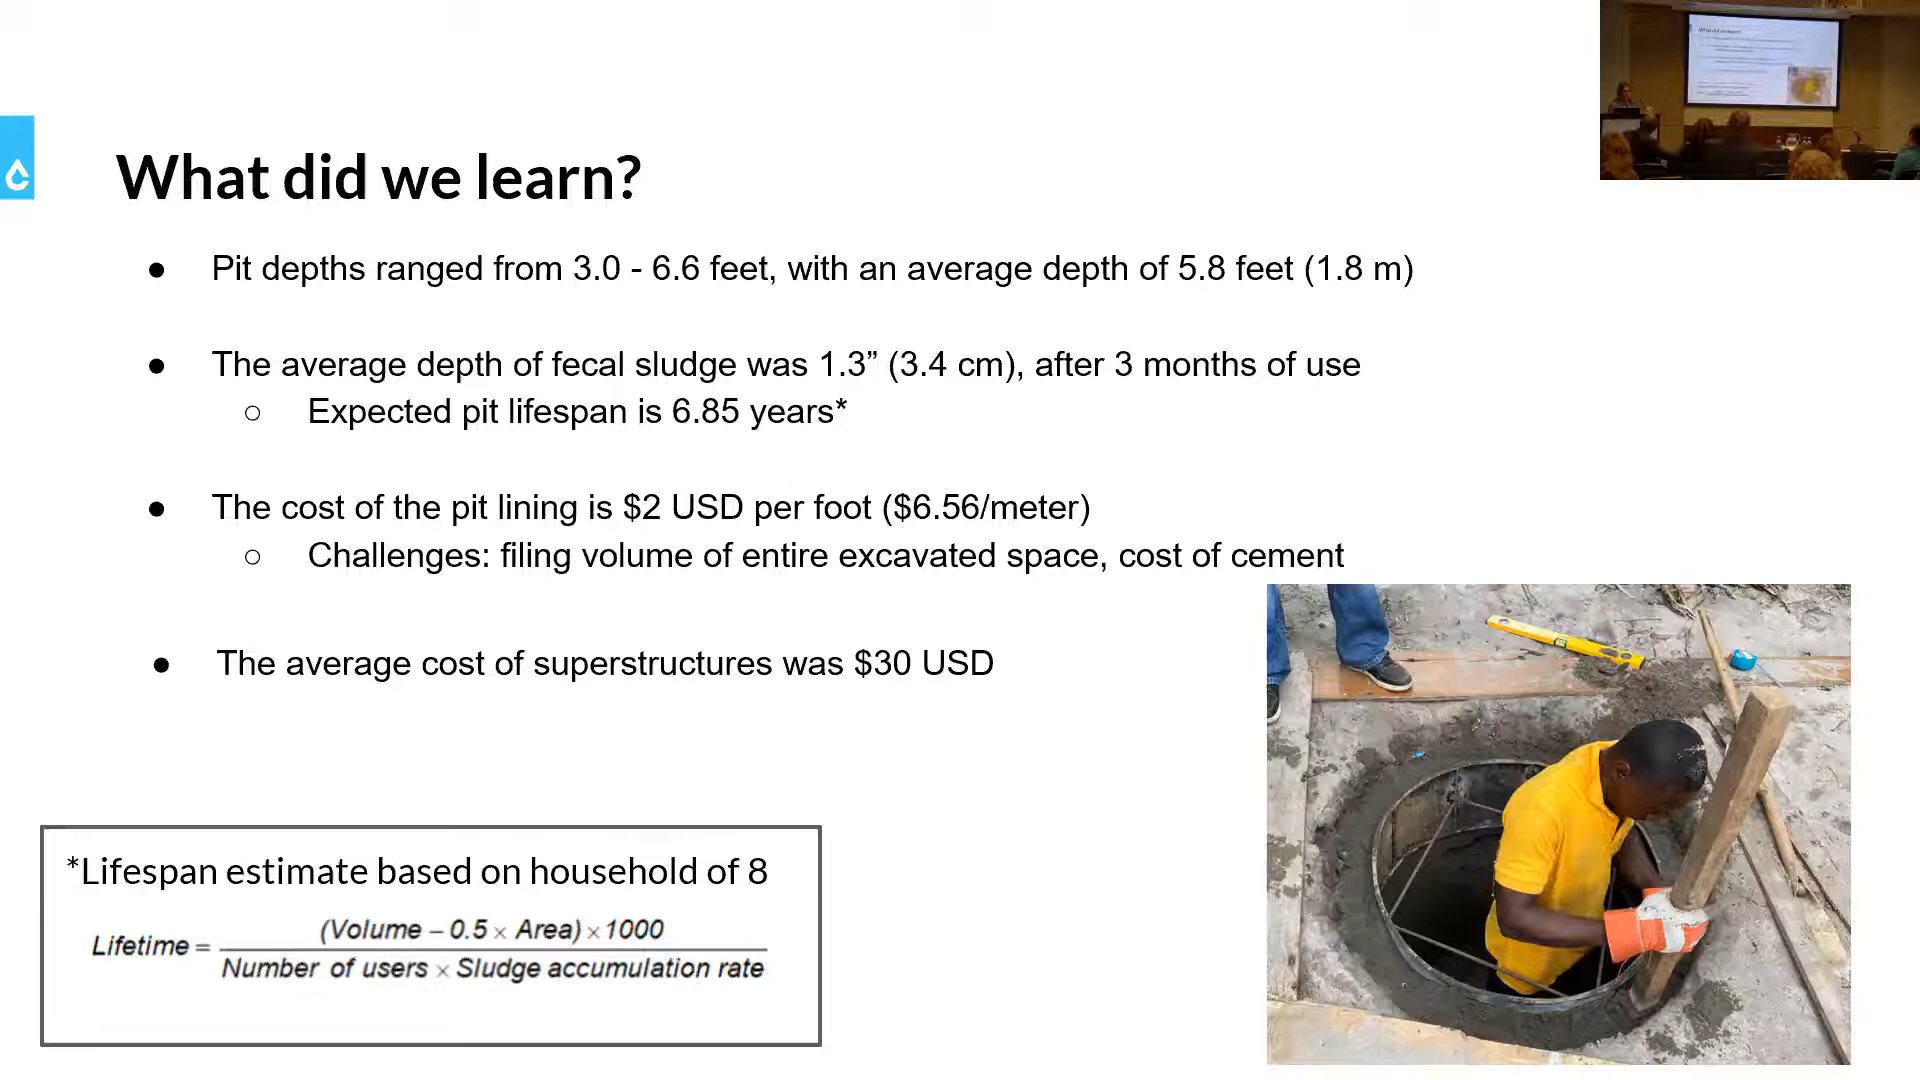 What did we learn?
● Pit depths ranged from 3.0 - 6.6 feet, with an average depth of 5.8 feet (1.8 m)
● The average depth of fecal sludge was 1.3” (3.4 cm), after 3 months of use
○ Expected pit lifespan is 6.85 years*
● The cost of the pit lining is $2 USD per foot ($6.56/meter)
○ Challenges: filing volume of entire excavated space, cost of cement
● The average cost of superstructures was $30 USD
*Lifespan estimate based on household of 8
Lifetime = (Volume – 0.5 × Area) × 1000
Number of users × Sludge accumulation rate
What did we learn?